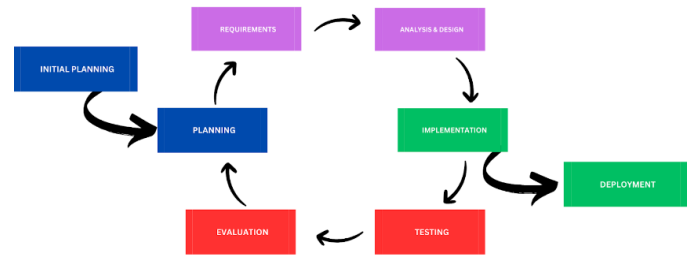 REQUIREMENTS
ANALYSIS & DESIGN
INITIAL PLANNING
PLANNING
IMPLEMENTATION
DEPLOYMENT
EVALUATION
TESTING